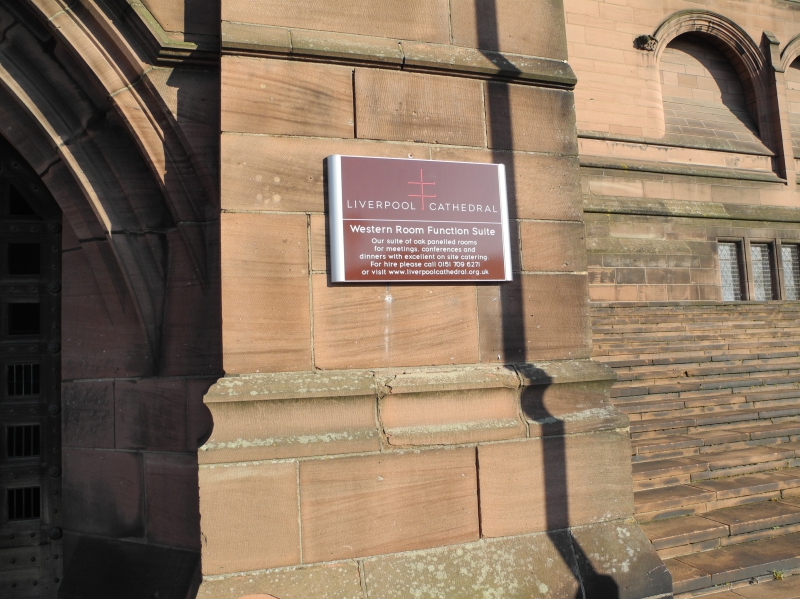 LIVERPOOL CATHEDRAL
Western Room Function Suite
Our suite of oak panelled rooms
for meetings, conferences and
dinners with excellent on site catering.
For hire please call 0151 709 6271
or visit www.liverpoolcathedral.org.uk